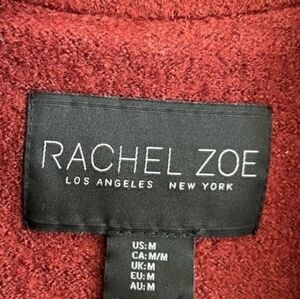 RACHEL ZOE
LOS ANGELES NEW YORK
US:M
CA:M/M
UK:M
EU:M
AU:M